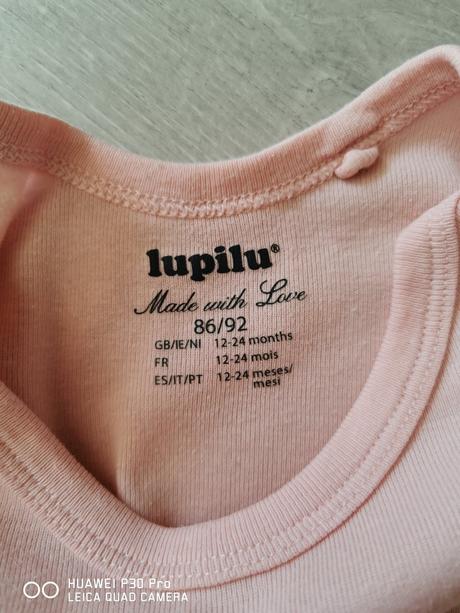 lupilu®
Made with Love
86/92
GB/IE/NI 12-24 months
FR 12-24 mois
ES/IT/PT 12-24 meses/
mesi
HUAWEI P30 Pro
LEICA QUAD CAMERA